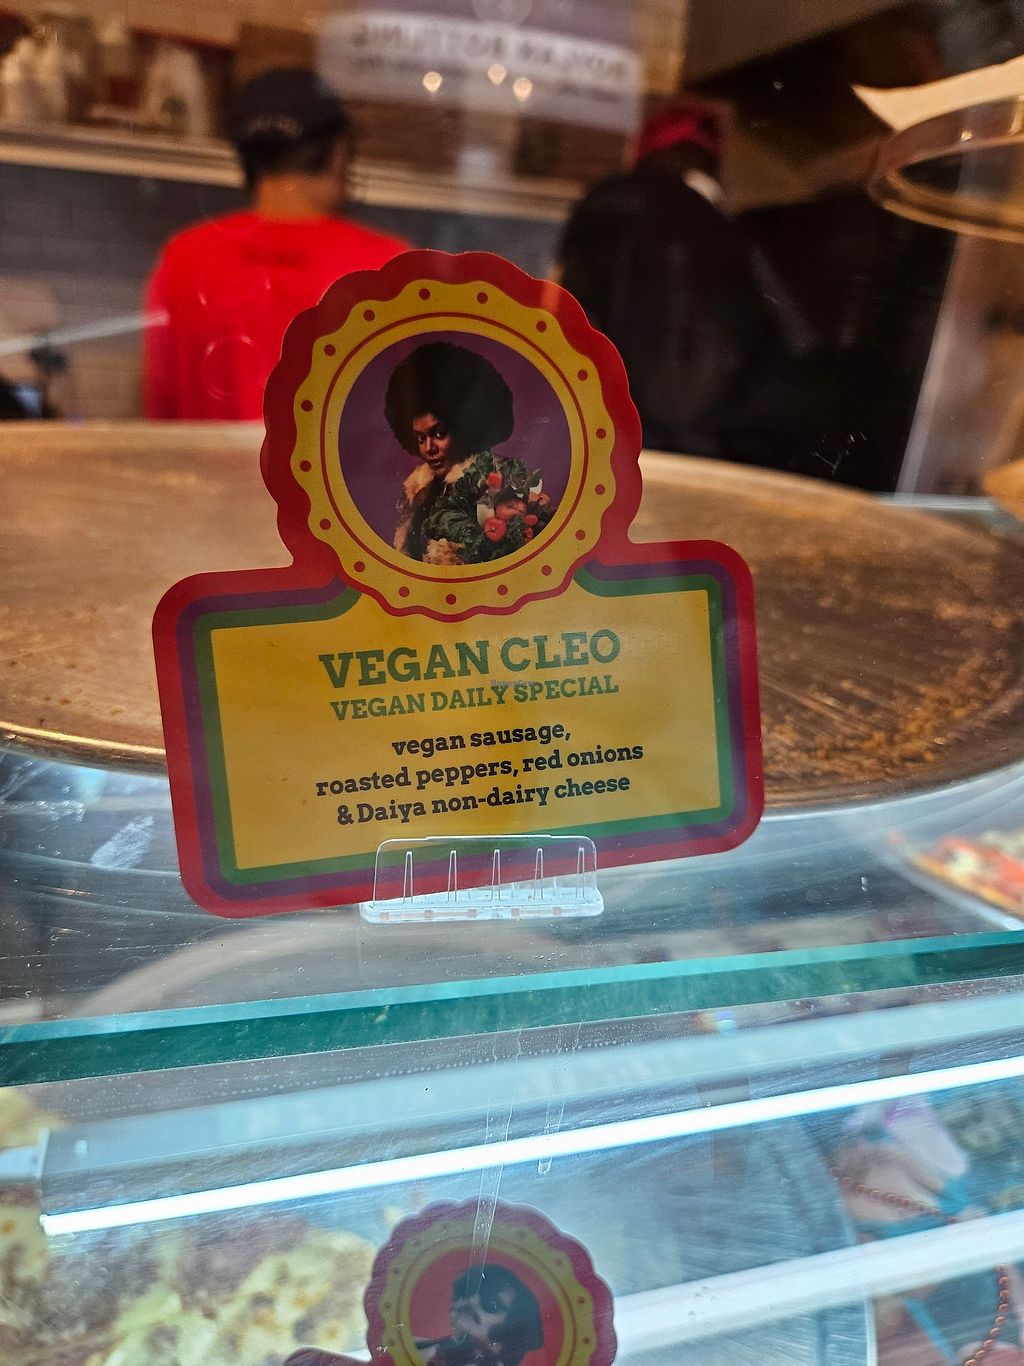 VEGAN CLEO
VEGAN DAILY SPECIAL
vegan sausage,
roasted peppers, red onions
& Daiya non-dairy cheese